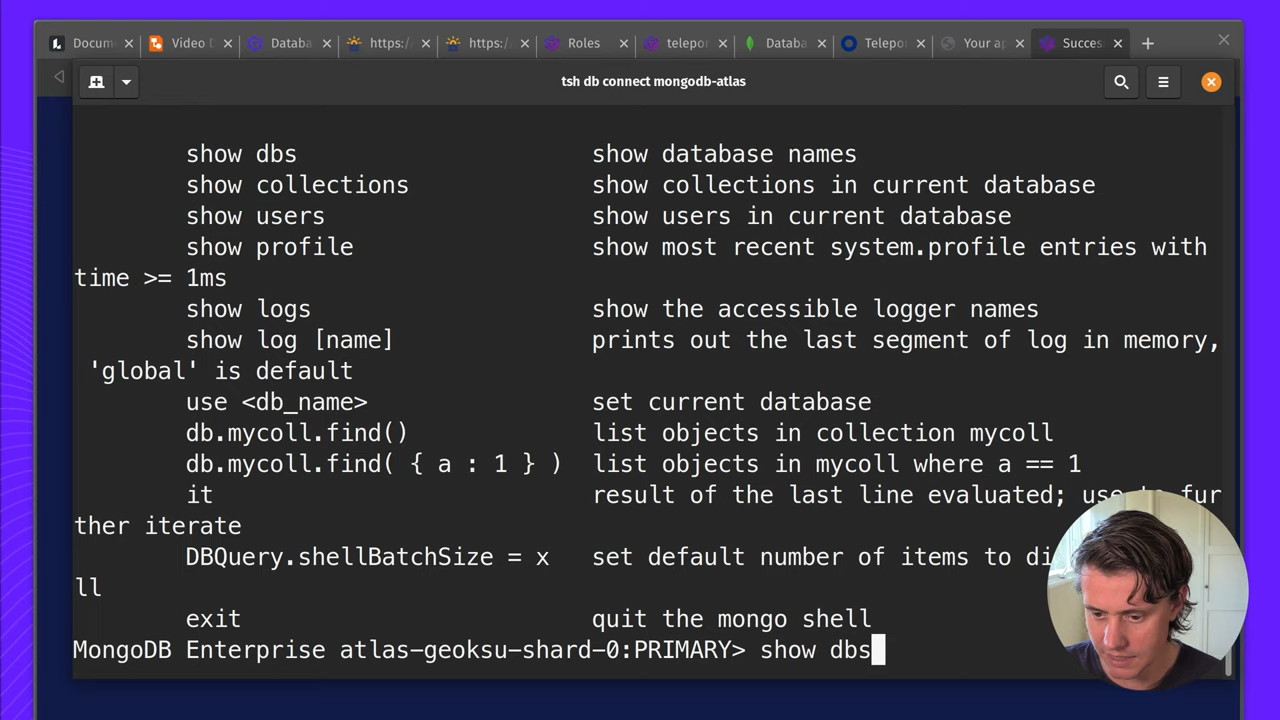 Docum
Video D
Databa
https:/
https:/
Roles
telepor
Databa
Telepor
Your ap
Succes
tsh db connect mongodb-atlas
show dbs show database names
show collections show collections in current database
show users show users in current database
show profile show most recent system.profile entries with
time >= 1ms
show logs show the accessible logger names
show log [name] prints out the last segment of log in memory,
'global' is default
use <db_name> set current database
db.mycoll.find() list objects in collection mycoll
db.mycoll.find( { a : 1 } ) list objects in mycoll where a == 1
it result of the last line evaluated; use to fur
ther iterate
DBQuery.shellBatchSize = x set default number of items to di
ll
exit quit the mongo shell
MongoDB Enterprise atlas-geoksu-shard-0:PRIMARY> show dbs